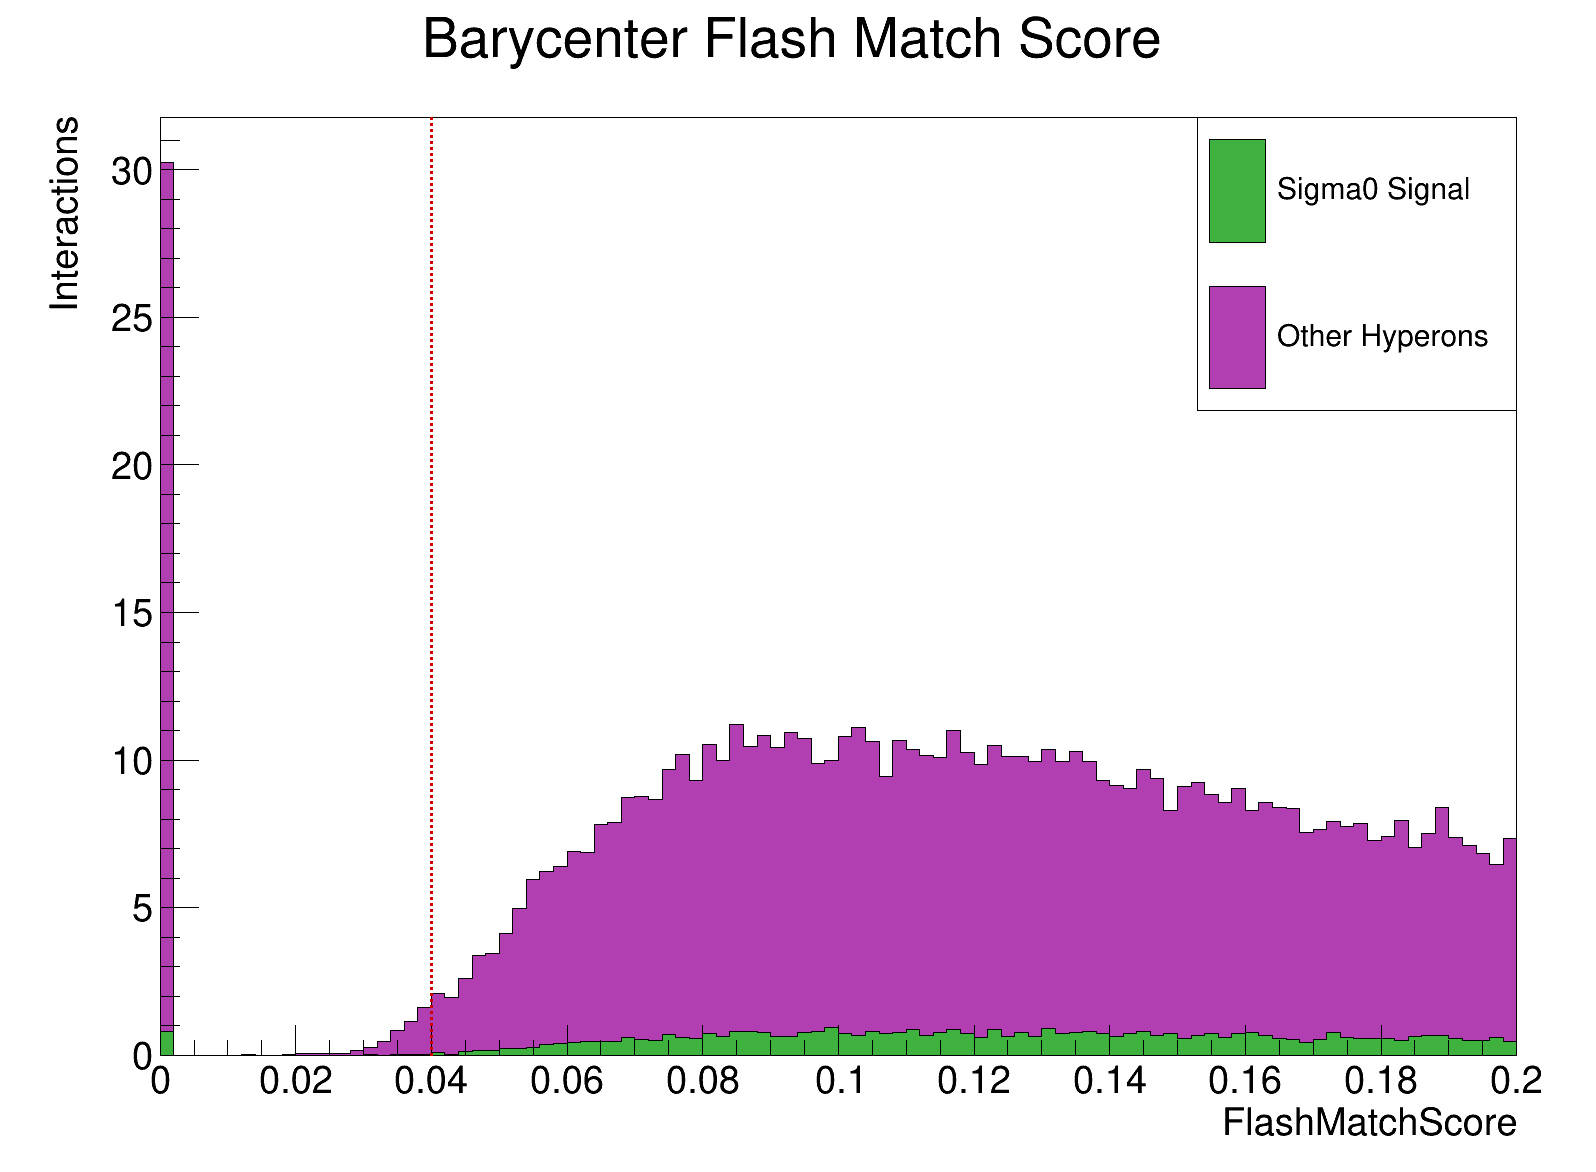 Barycenter Flash Match Score
Interactions
30
25
20
15
10
5
0
Sigma0 Signal
Other Hyperons
0 0.02 0.04 0.06 0.08 0.1 0.12 0.14 0.16 0.18 0.2
FlashMatchScore